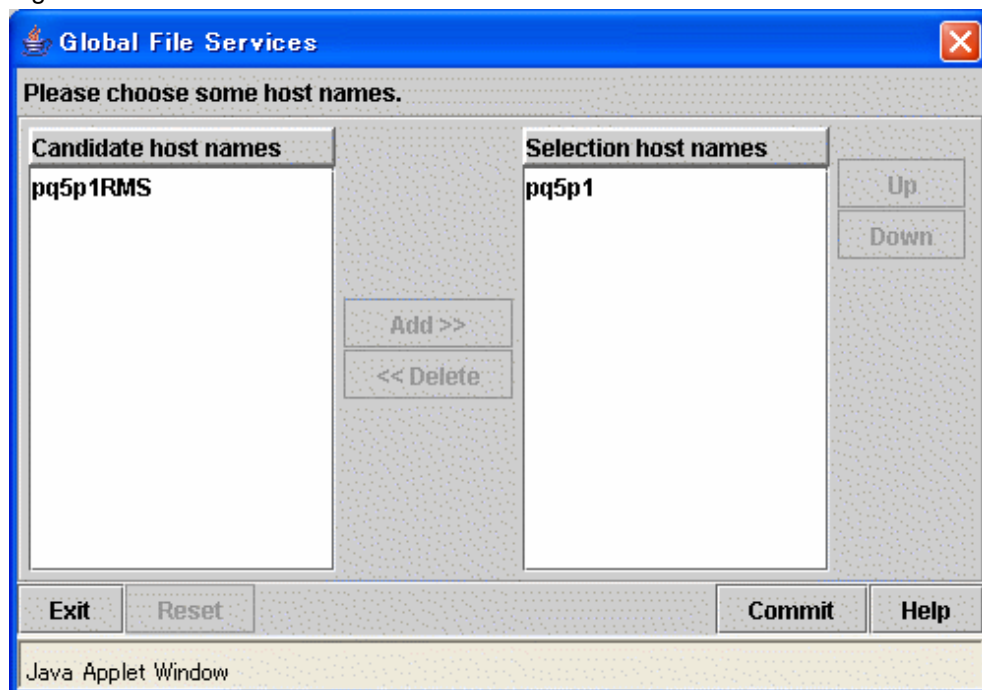 Global File Services
Please choose some host names.
Candidate host names
pq5p1RMS
Add >>
<< Delete
Selection host names
pq5p1
Up
Down
Exit
Reset
Commit
Help
Java Applet Window